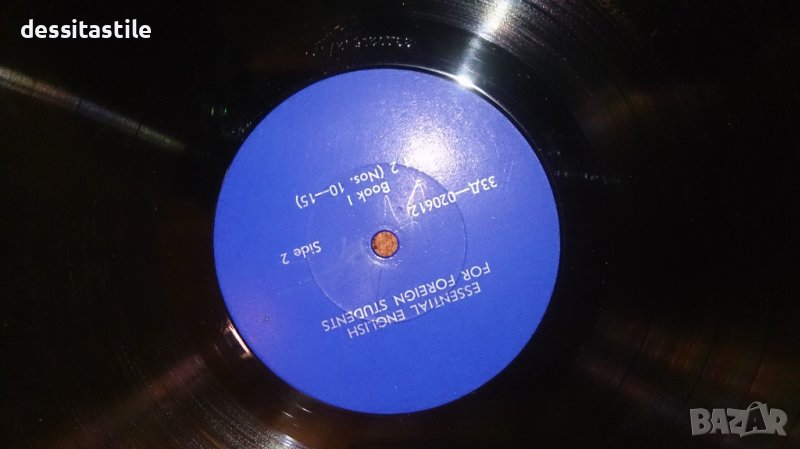 dessitastile
ESSENTIAL ENGLISH
FOR FOREIGN STUDENTS
Side 2
33Д—020612
Book I
2 (Nos. 10—15)
BAZAR